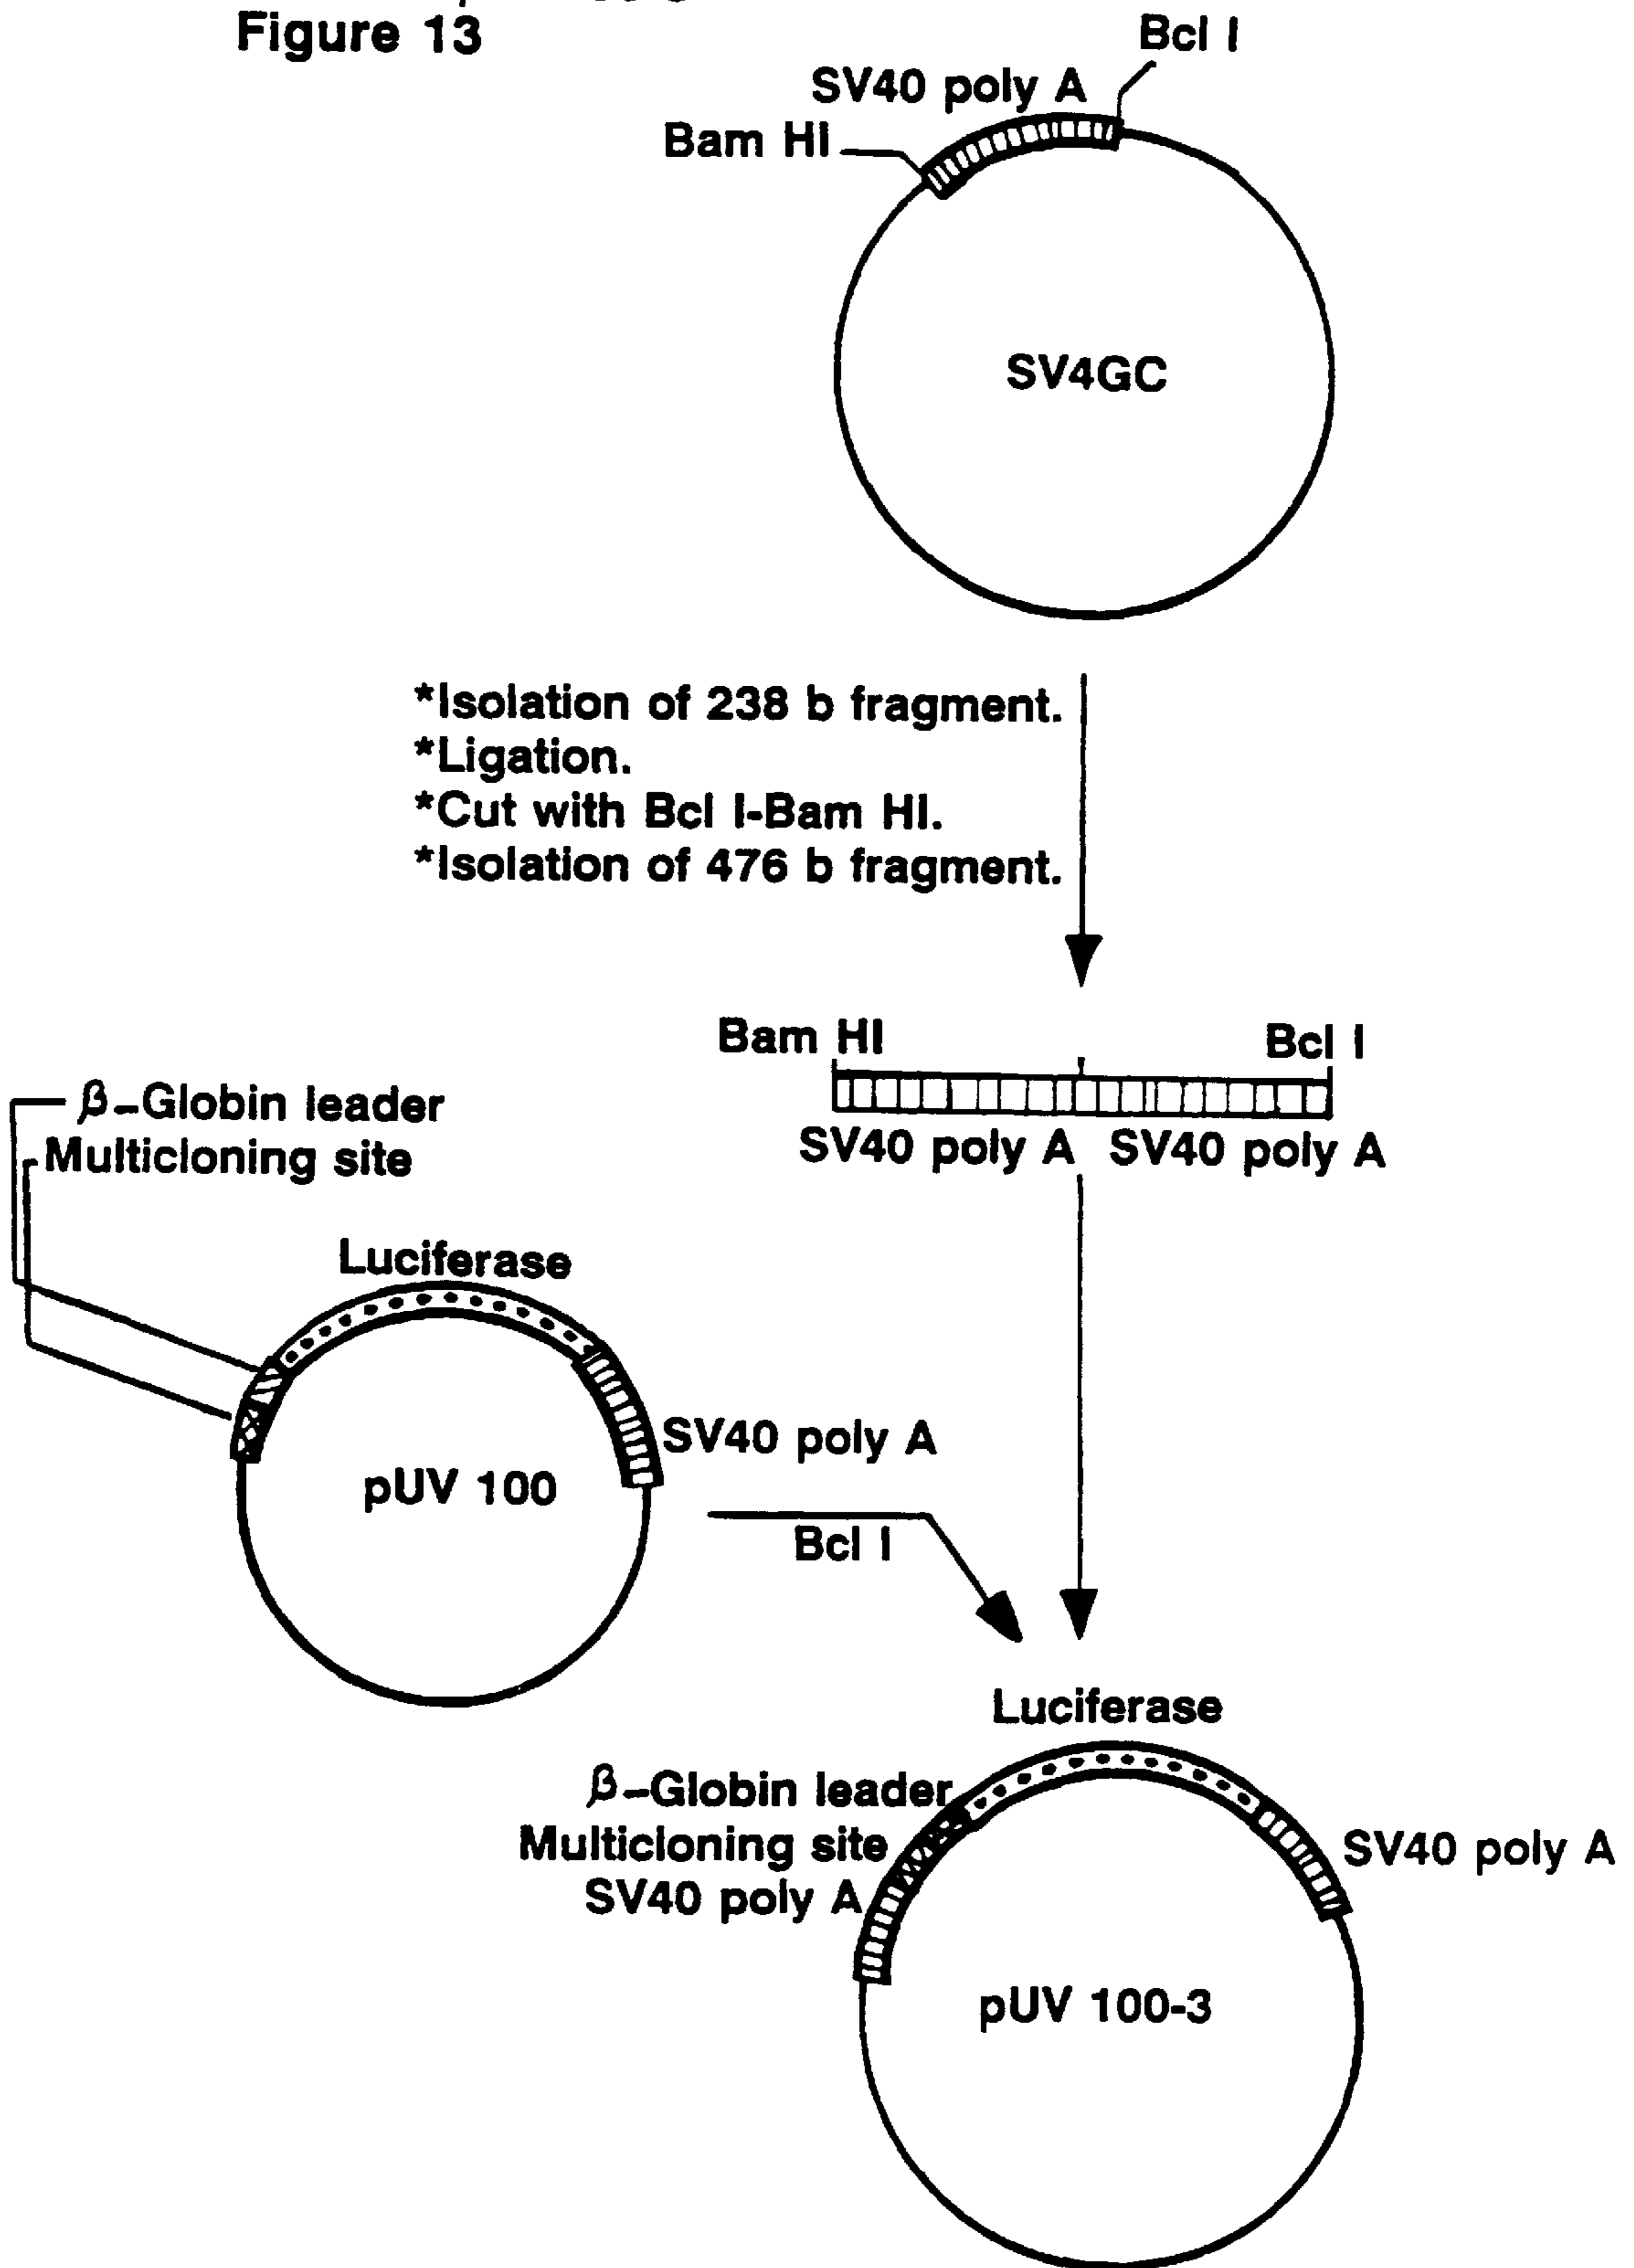 Figure 13
Bcl I
SV40 poly A
Bam HI
SV4GC
*Isolation of 238 b fragment.
*Ligation.
*Cut with Bcl I-Bam HI.
*Isolation of 476 b fragment.
Bam HI
Bcl I
SV40 poly A SV40 poly A
β-Globin leader
Multicloning site
Luciferase
SV40 poly A
pUV 100
Bcl I
Luciferase
β-Globin leader
Multicloning site
SV40 poly A
SV40 poly A
pUV 100-3